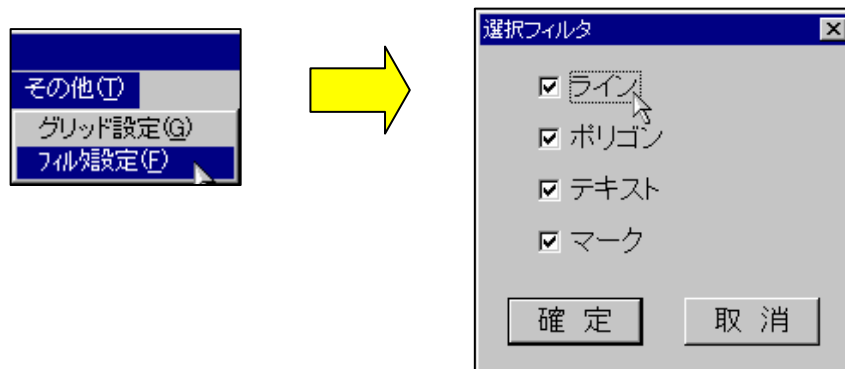 その他(T)
グリッド設定(G)
フィルタ設定(F)
選択フィルタ
ライン
ポリゴン
テキスト
マーク
確 定
取 消